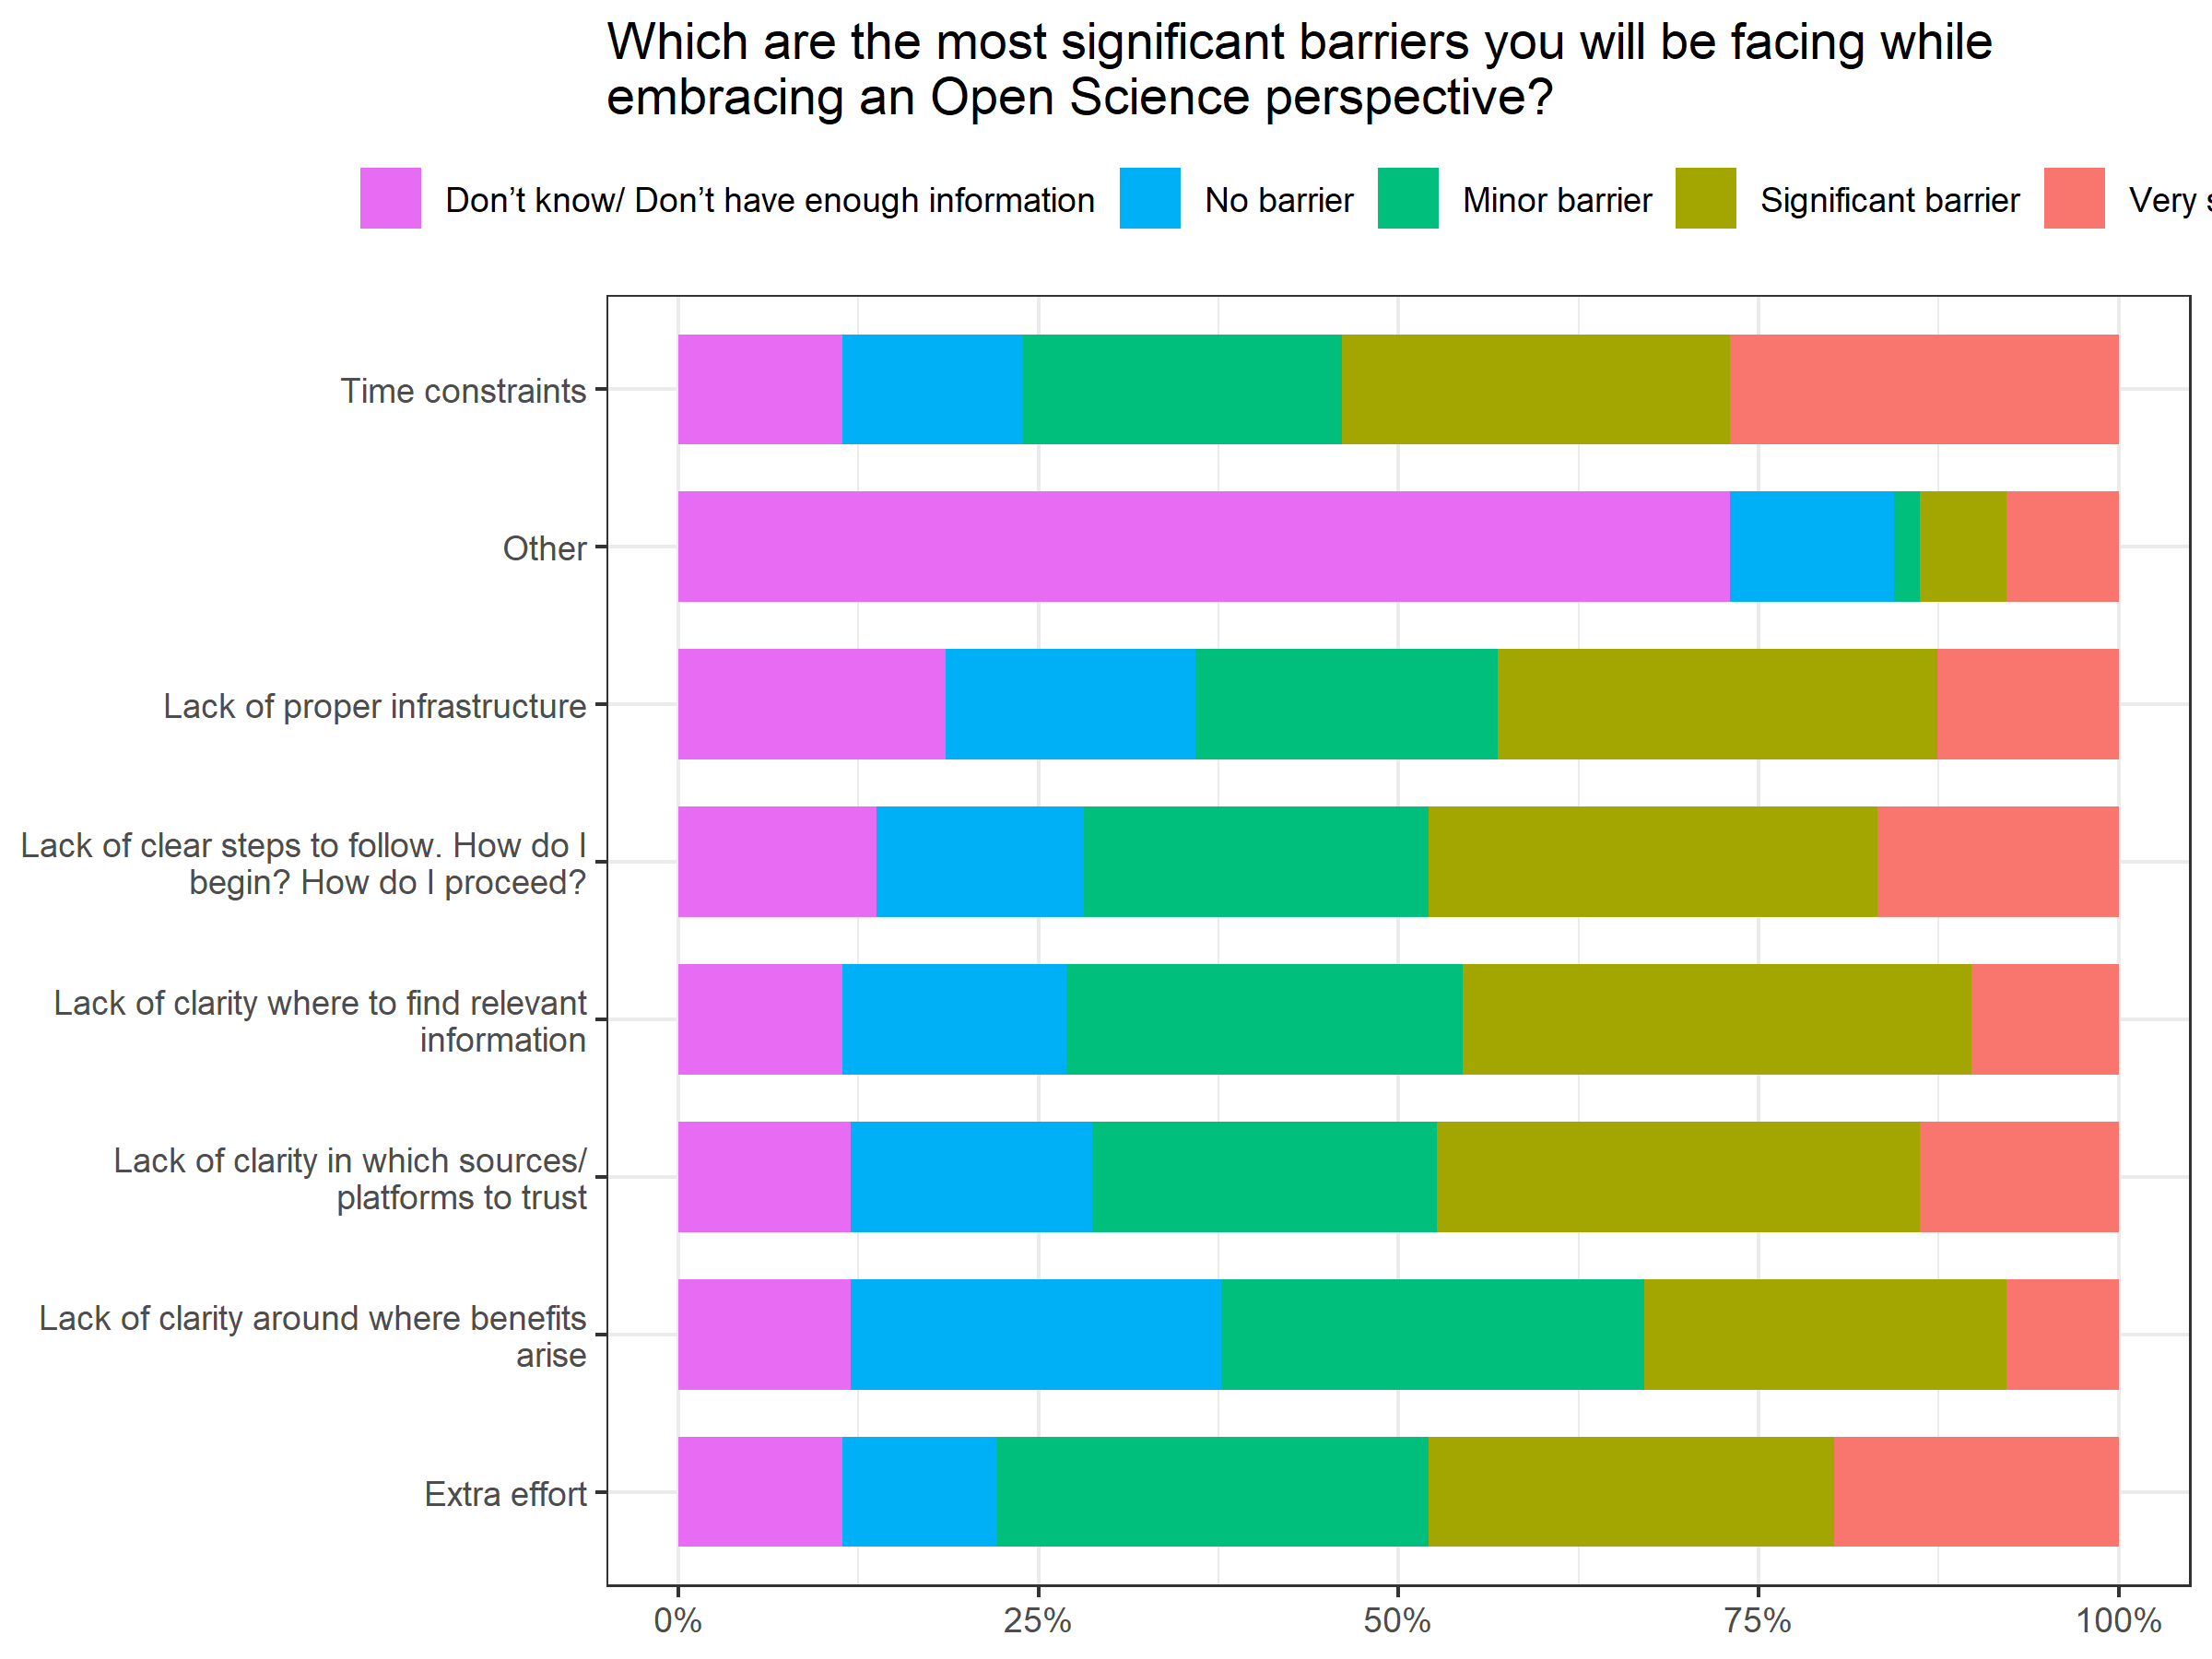 Which are the most significant barriers you will be facing while
embracing an Open Science perspective?
Don’t know/ Don’t have enough information
No barrier
Minor barrier
Significant barrier
Very
Time constraints
Other
Lack of proper infrastructure
Lack of clear steps to follow. How do I
begin? How do I proceed?
Lack of clarity where to find relevant
information
Lack of clarity in which sources/
platforms to trust
Lack of clarity around where benefits
arise
Extra effort
0%
25%
50%
75%
100%